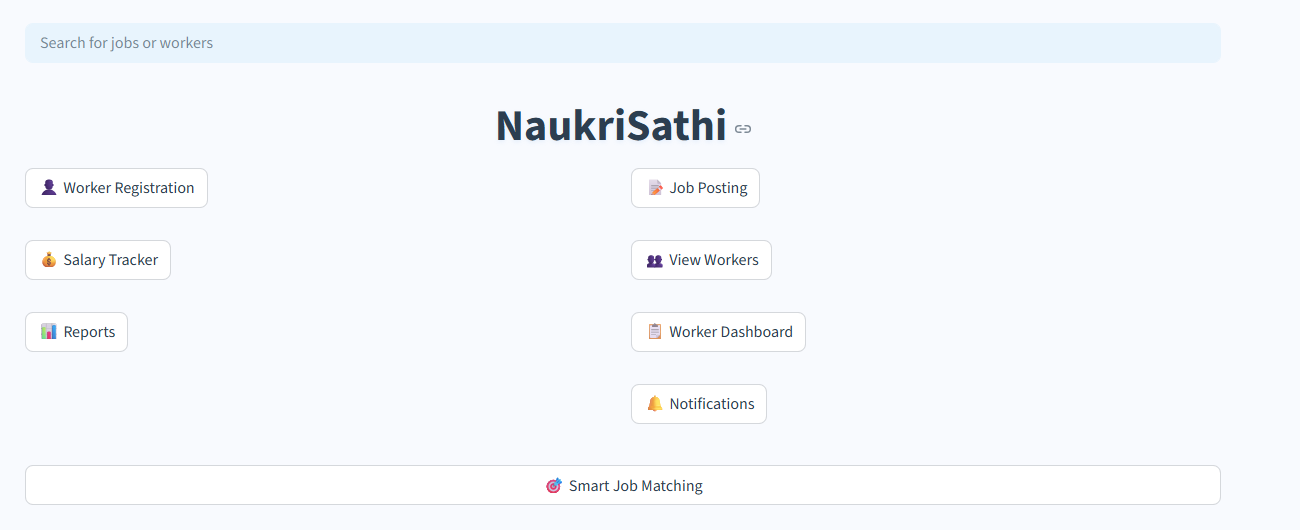 Search for jobs or workers
NaukriSathi
Worker Registration
Job Posting
Salary Tracker
View Workers
Reports
Worker Dashboard
Notifications
Smart Job Matching